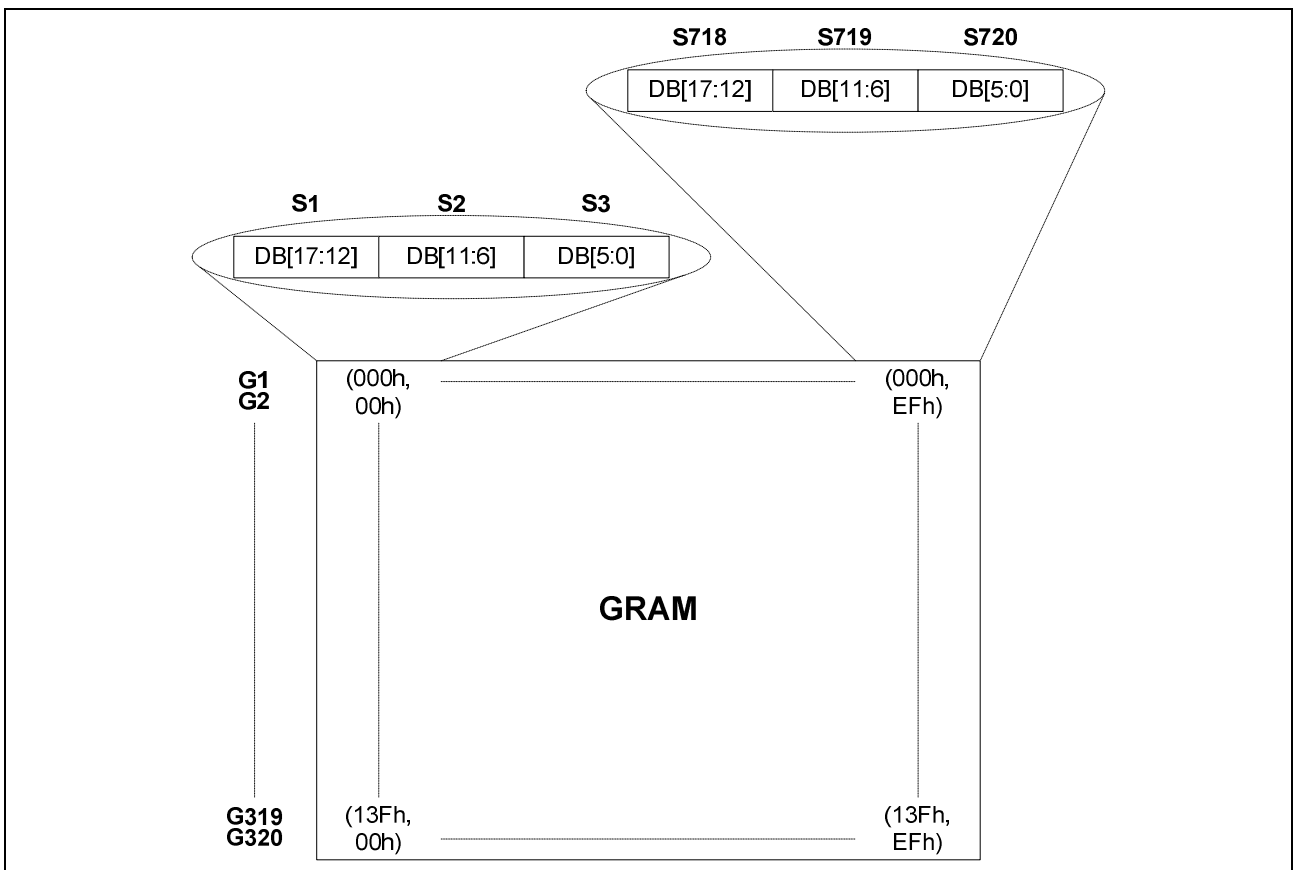 S718 S719 S720
DB[17:12] DB[11:6] DB[5:0]
S1 S2 S3
DB[17:12] DB[11:6] DB[5:0]
G1
G2
(000h,
00h)
(000h,
EFh)
GRAM
G319
G320
(13Fh,
00h)
(13Fh,
EFh)